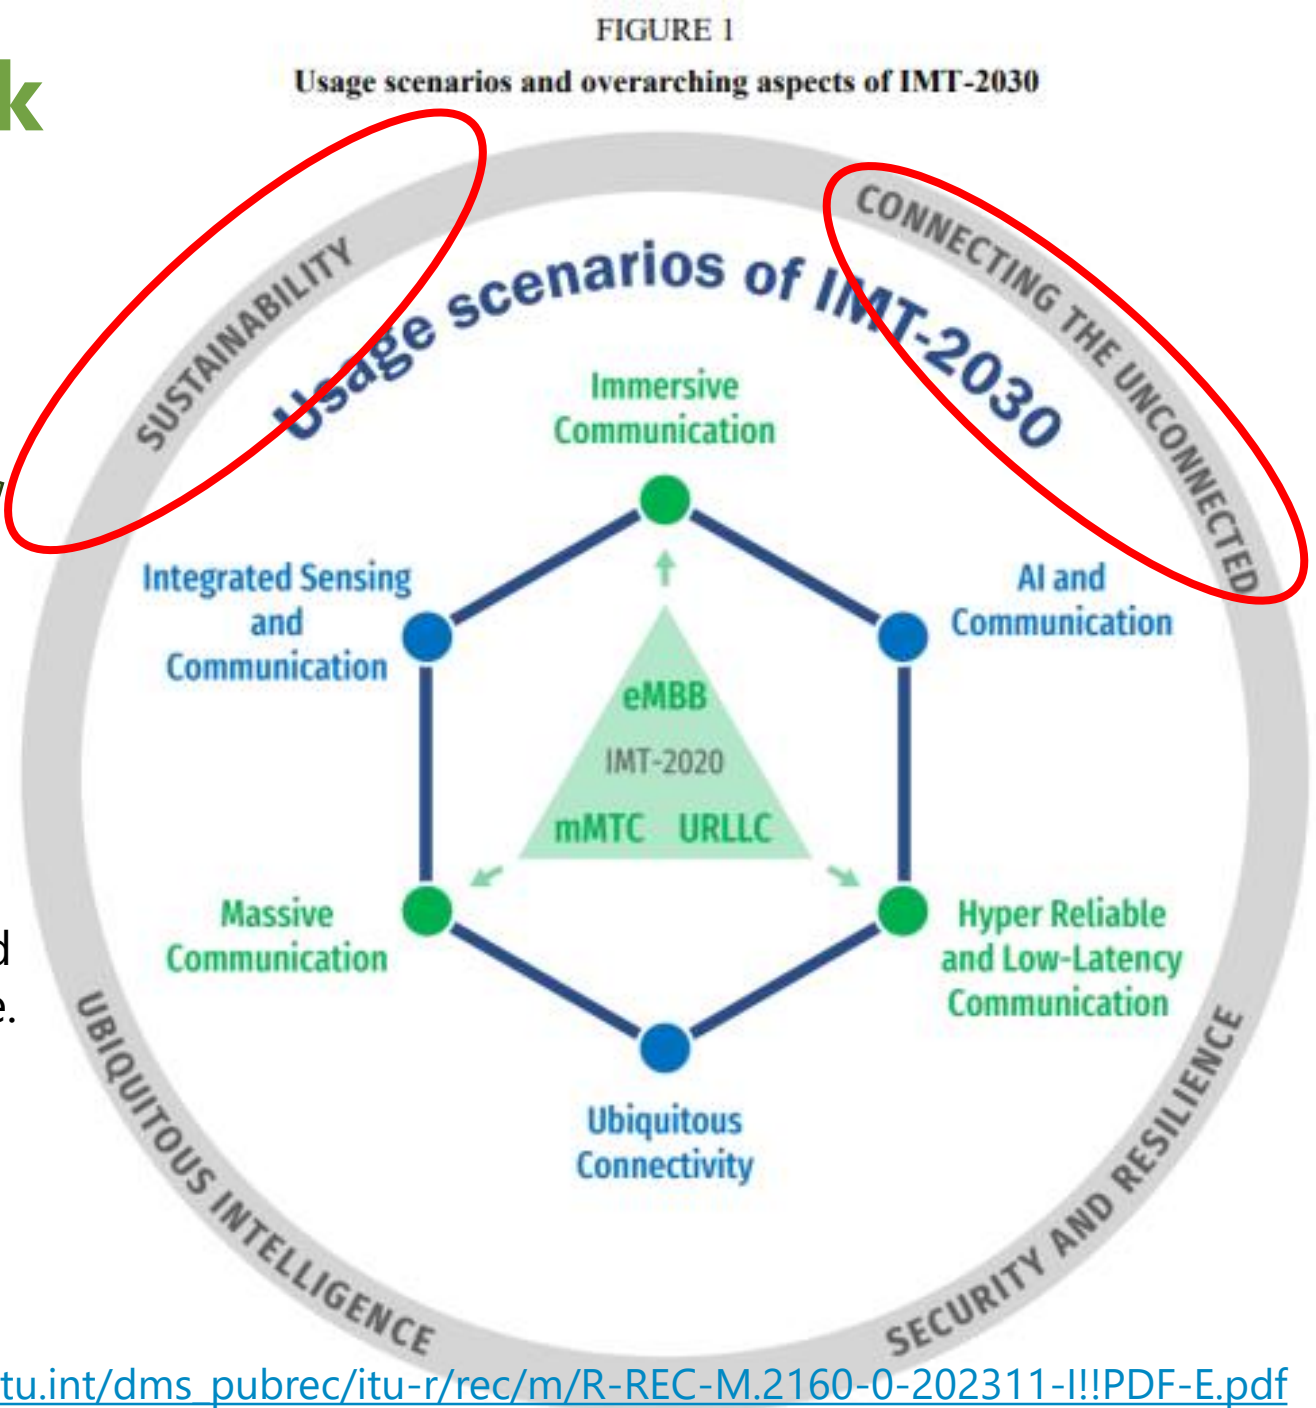 FIGURE 1
Usage scenarios and overarching aspects of IMT-2030
k
SUSTAINABILITY
CONNECTING THE UNCONNECTED
Usage scenarios of IMT-2030
Immersive
Communication
Integrated Sensing
and
Communication
AI and
Communication
eMBB
IMT-2020
mMTC URLLC
Massive
Communication
Hyper Reliable
and Low-Latency
Communication
d
e.
Ubiquitous
Connectivity
UBIQUITOUS INTELLIGENCE
SECURITY AND RESILIENCE
tu.int/dms_pubrec/itu-r/rec/m/R-REC-M.2160-0-202311-I!!PDF-E.pdf